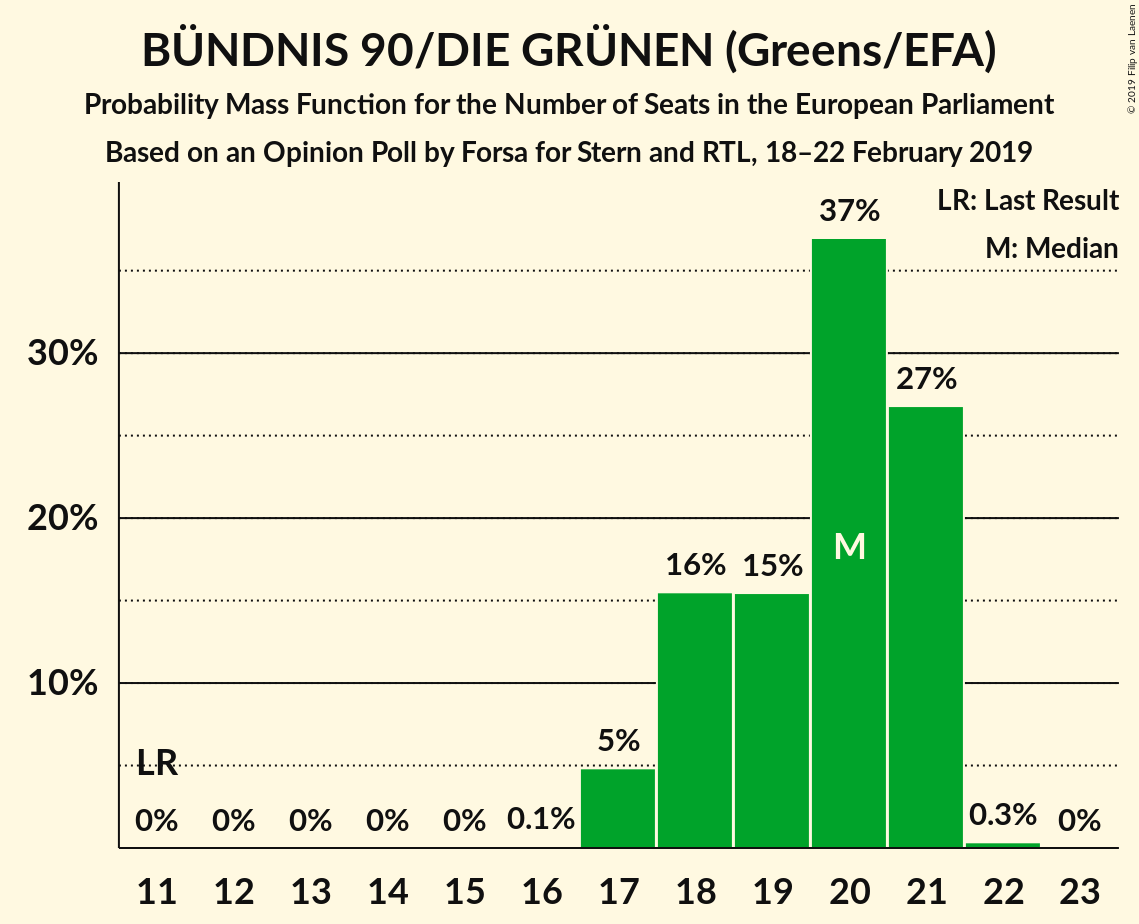 BÜNDNIS 90/DIE GRÜNEN (Greens/EFA)
Probability Mass Function for the Number of Seats in the European Parliament
Based on an Opinion Poll by Forsa for Stern and RTL, 18–22 February 2019
© 2019 Filip van Laenen
LR: Last Result
M: Median
37%
30%
27%
20%
M
16% 15%
10%
5%
LR
0% 0% 0% 0% 0% 0.1% 0.3% 0%
11 12 13 14 15 16 17 18 19 20 21 22 23